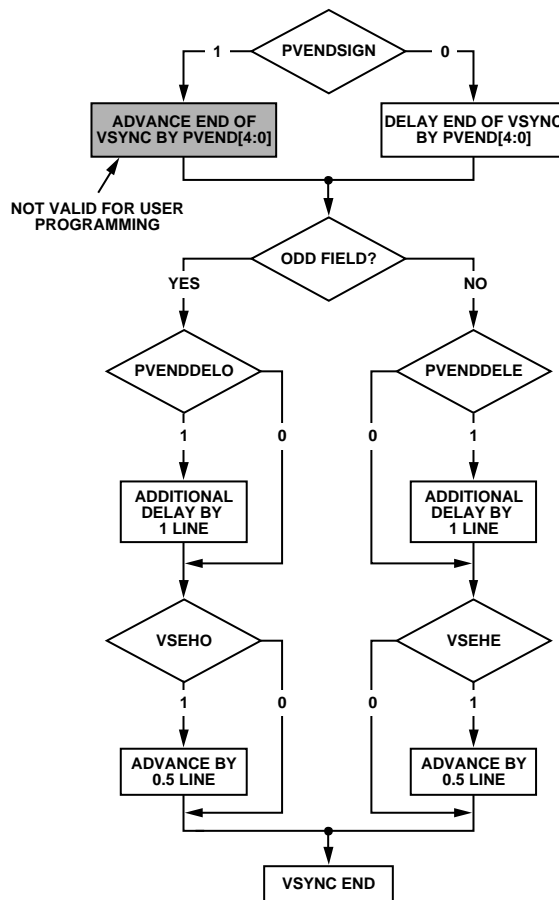 PVENDSIGN
1
0
ADVANCE END OF
VSYNC BY PVEND[4:0]
DELAY END OF VSYNC
BY PVEND[4:0]
NOT VALID FOR USER
PROGRAMMING
ODD FIELD?
YES
NO
PVENDDELO
PVENDDELE
1
0
0
1
ADDITIONAL
DELAY BY
1 LINE
ADDITIONAL
DELAY BY
1 LINE
VSEHO
VSEHE
1
0
0
1
ADVANCE BY
0.5 LINE
ADVANCE BY
0.5 LINE
VSYNC END